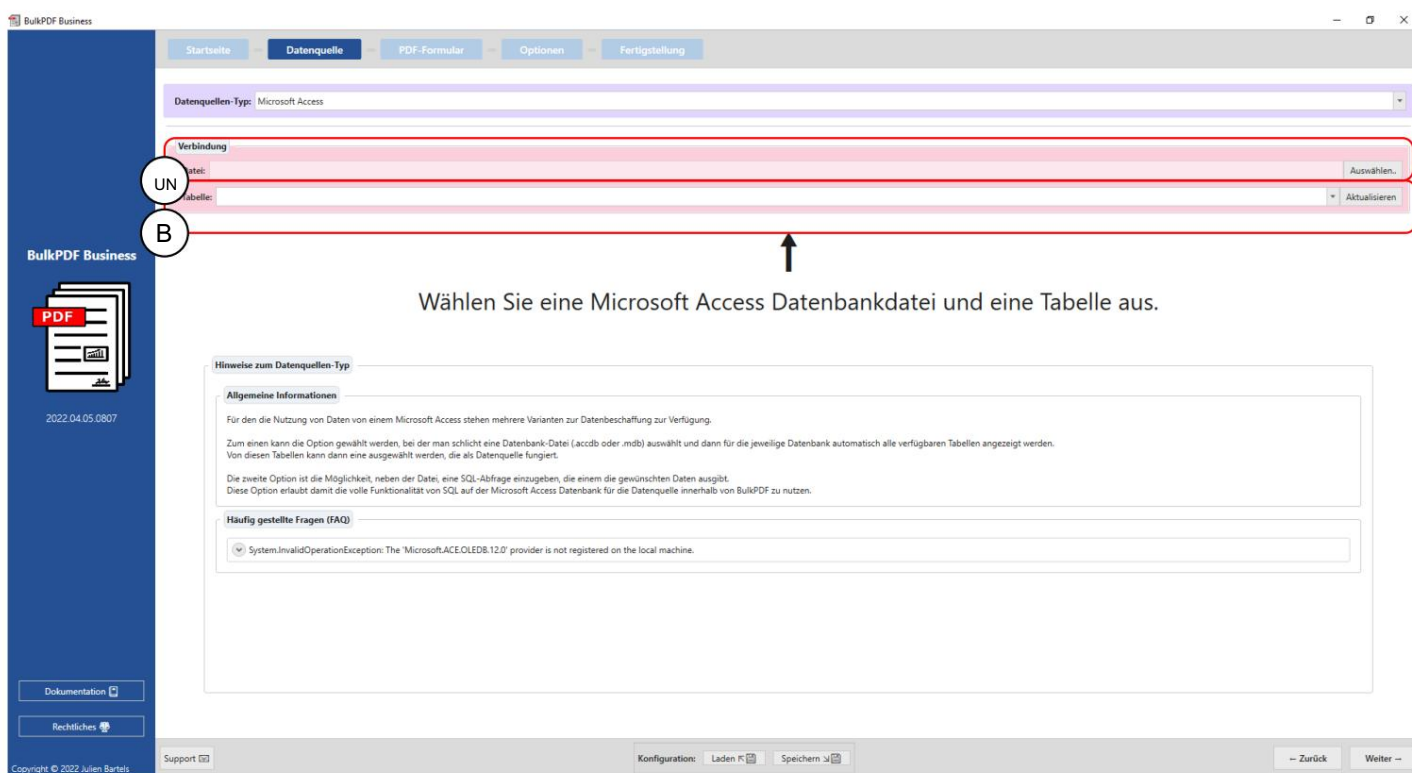 BulkPDF Business
Startseite
Datenquelle
PDF-Formular
Optionen
Fertigstellung
Datenquellen-Typ: Microsoft Access
Verbindung
Datei:
Auswählen..
UN
Tabelle:
Aktualisieren
B
BulkPDF Business
PDF
2022.04.05.0807
Wählen Sie eine Microsoft Access Datenbankdatei und eine Tabelle aus.
Hinweise zum Datenquellen-Typ
Allgemeine Informationen
Für den die Nutzung von Daten von einem Microsoft Access stehen mehrere Varianten zur Datenbeschaffung zur Verfügung.
Zum einen kann die Option gewählt werden, bei der man schlicht eine Datenbank-Datei (.accdb oder .mdb) auswählt und dann für die jeweilige Datenbank automatisch alle verfügbaren Tabellen angezeigt werden.
Von diesen Tabellen kann dann eine ausgewählt werden, die als Datenquelle fungiert.
Die zweite Option ist die Möglichkeit, neben der Datei, eine SQL-Abfrage einzugeben, die einem die gewünschten Daten ausgibt.
Diese Option erlaubt damit die volle Funktionalität von SQL auf der Microsoft Access Datenbank für die Datenquelle innerhalb von BulkPDF zu nutzen.
Häufig gestellte Fragen (FAQ)
System.InvalidOperationException: The 'Microsoft.ACE.OLEDB.12.0' provider is not registered on the local machine.
Dokumentation
Rechtliches
Copyright © 2022 Julien Bartels
Support
Konfiguration:
Laden
Speichern
Zurück
Weiter